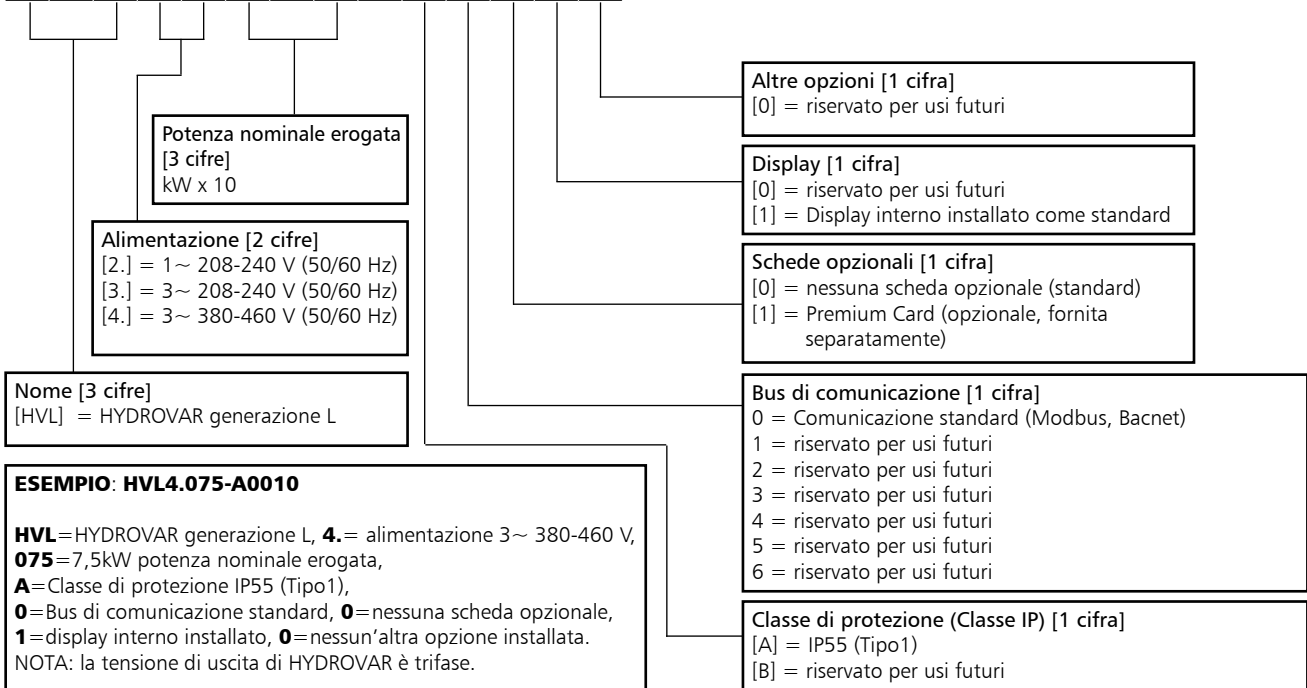 Potenza nominale erogata
[3 cifre]
kW x 10
Alimentazione [2 cifre]
[2.] = 1~ 208-240 V (50/60 Hz)
[3.] = 3~ 208-240 V (50/60 Hz)
[4.] = 3~ 380-460 V (50/60 Hz)
Nome [3 cifre]
[HVL] = HYDROVAR generazione L
ESEMPIO: HVL4.075-A0010
HVL=HYDROVAR generazione L, 4.= alimentazione 3~ 380-460 V,
075=7,5kW potenza nominale erogata,
A=Classe di protezione IP55 (Tipo1),
0=Bus di comunicazione standard, 0=nessuna scheda opzionale,
1=display interno installato, 0=nessun'altra opzione installata.
NOTA: la tensione di uscita di HYDROVAR è trifase.
Altre opzioni [1 cifra]
[0] = riservato per usi futuri
Display [1 cifra]
[0] = riservato per usi futuri
[1] = Display interno installato come standard
Schede opzionali [1 cifra]
[0] = nessuna scheda opzionale (standard)
[1] = Premium Card (opzionale, fornita
separatamente)
Bus di comunicazione [1 cifra]
0 = Comunicazione standard (Modbus, Bacnet)
1 = riservato per usi futuri
2 = riservato per usi futuri
3 = riservato per usi futuri
4 = riservato per usi futuri
5 = riservato per usi futuri
6 = riservato per usi futuri
Classe di protezione (Classe IP) [1 cifra]
[A] = IP55 (Tipo1)
[B] = riservato per usi futuri